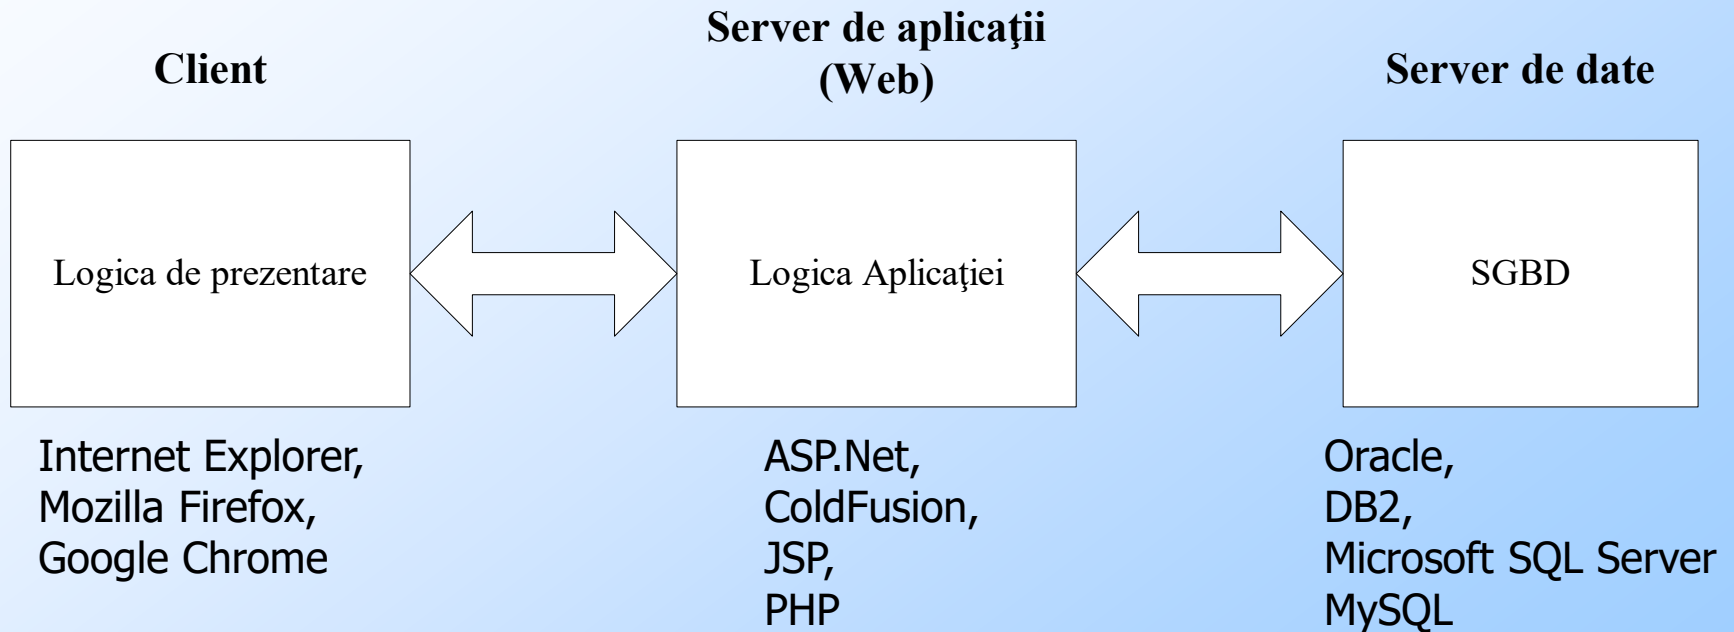 Client
Server de aplicaţii
(Web)
Server de date
Logica de prezentare
Logica Aplicaţiei
SGBD
Internet Explorer,
Mozilla Firefox,
Google Chrome
ASP.Net,
ColdFusion,
JSP,
PHP
Oracle,
DB2,
Microsoft SQL Server
MySQL